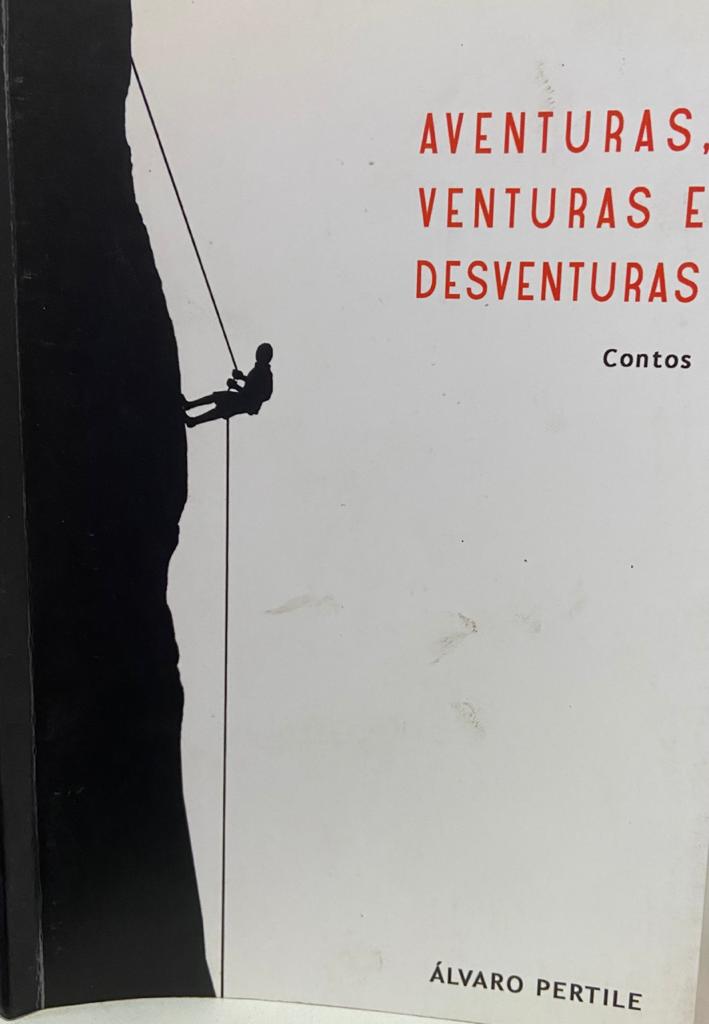 AVENTURAS,
VENTURAS E
DESVENTURAS
Contos
ÁLVARO PERTILE